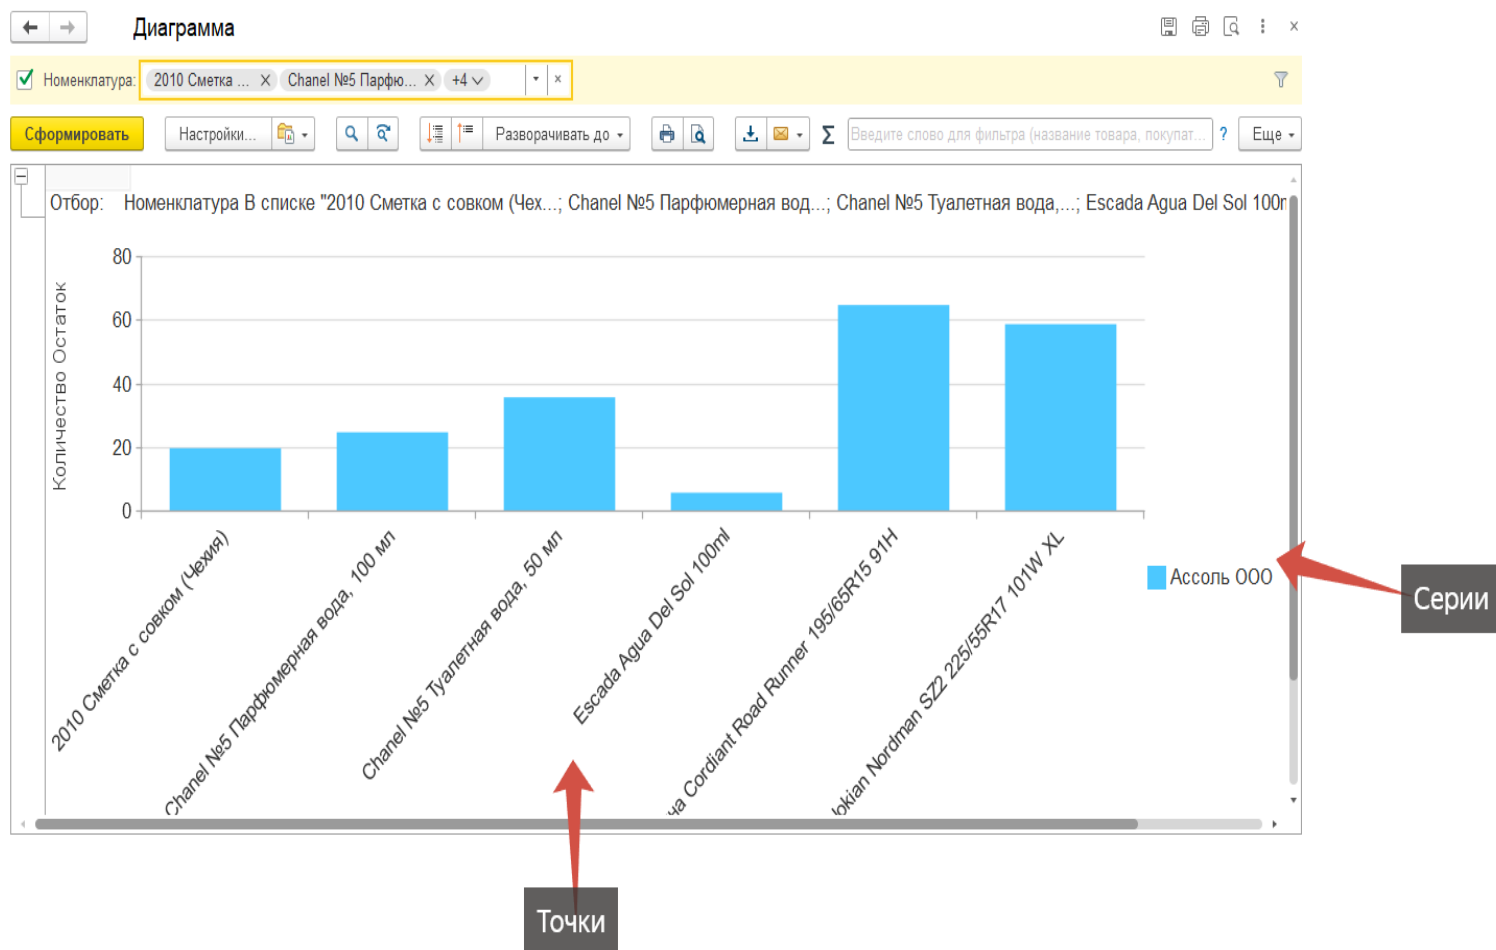 Диаграмма
Номенклатура: 2010 Сметка ... Chanel №5 Парфю... +4
Сформировать Настройки... Разворачивать до Σ Введите слово для фильтра (название товара, покупат... ? Еще
Отбор: Номенклатура В списке "2010 Сметка с совком (Чех...; Chanel №5 Парфюмерная вод...; Chanel №5 Туалетная вода,...; Escada Agua Del Sol 100m
Количество Остаток
80
60
40
20
0
2010 Сметка с совком (Чехия)
Chanel №5 Парфюмерная вода, 100 мл
Chanel №5 Туалетная вода, 50 мл
Escada Agua Del Sol 100ml
на Cordiant Road Runner 195/65R15 91H
okian Nordman SZ2 225/55R17 101W XL
Ассоль ООО
Серии
Точки